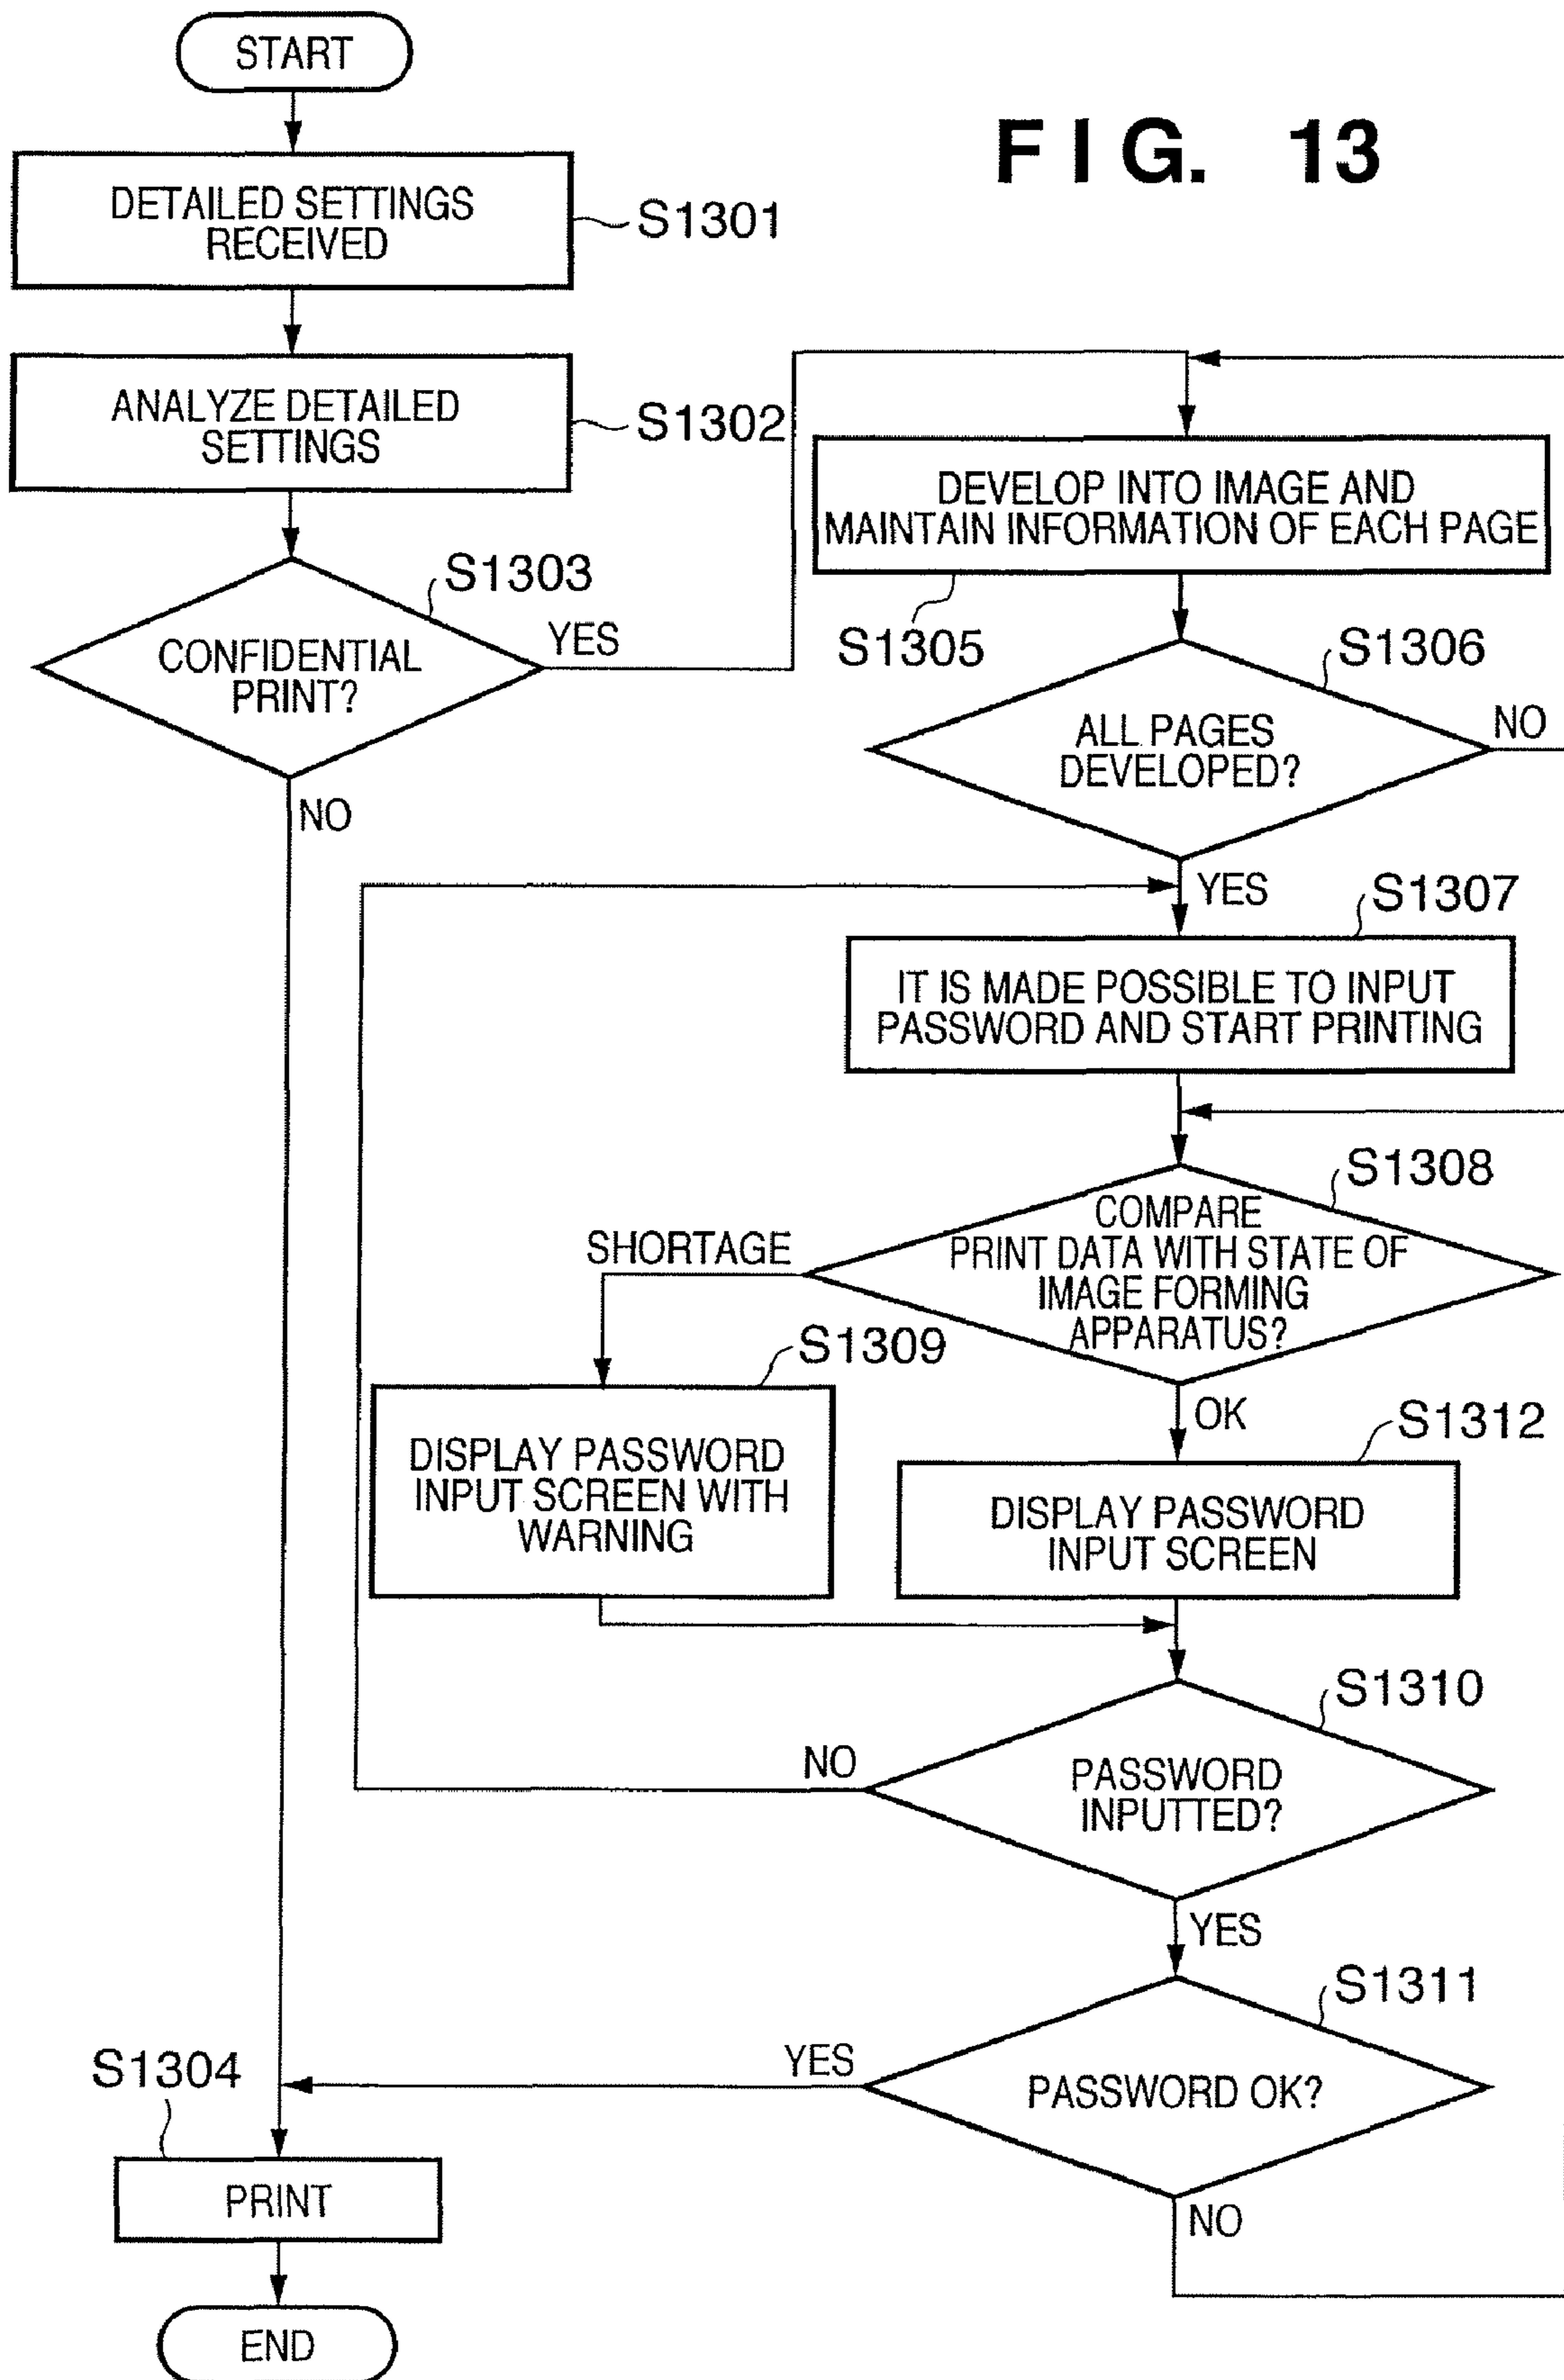 START
FIG. 13
DETAILED SETTINGS
RECEIVED
S1301
ANALYZE DETAILED
SETTINGS
S1302
S1303
CONFIDENTIAL
PRINT?
YES
NO
DEVELOP INTO IMAGE AND
MAINTAIN INFORMATION OF EACH PAGE
S1305
S1306
ALL PAGES
DEVELOPED?
NO
YES
S1307
IT IS MADE POSSIBLE TO INPUT
PASSWORD AND START PRINTING
S1308
COMPARE
PRINT DATA WITH STATE OF
IMAGE FORMING
APPARATUS?
SHORTAGE
OK
S1309
DISPLAY PASSWORD
INPUT SCREEN WITH
WARNING
S1312
DISPLAY PASSWORD
INPUT SCREEN
S1310
PASSWORD
INPUTTED?
NO
YES
S1311
PASSWORD OK?
YES
NO
S1304
PRINT
END